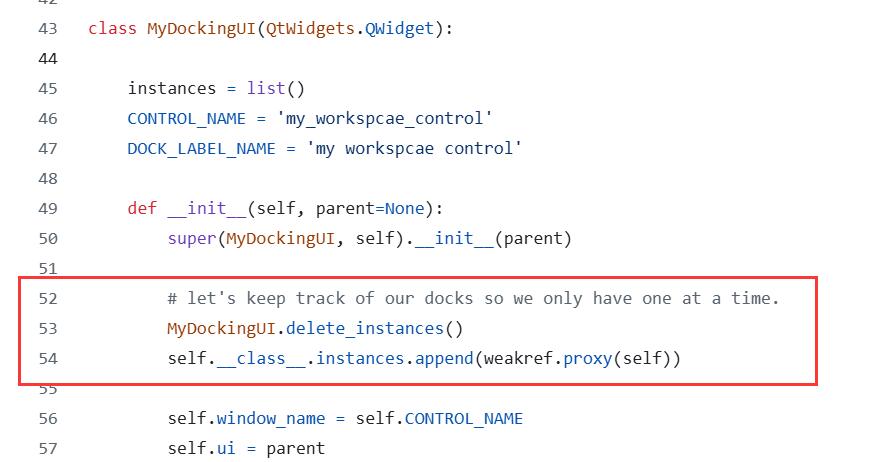 42
43 class MyDockingUI(QtWidgets.QWidget):
44
45     instances = list()
46     CONTROL_NAME = 'my_workspcae_control'
47     DOCK_LABEL_NAME = 'my workspcae control'
48
49     def __init__(self, parent=None):
50         super(MyDockingUI, self).__init__(parent)
51
52         # let's keep track of our docks so we only have one at a time.
53         MyDockingUI.delete_instances()
54         self.__class__.instances.append(weakref.proxy(self))
55
56         self.window_name = self.CONTROL_NAME
57         self.ui = parent